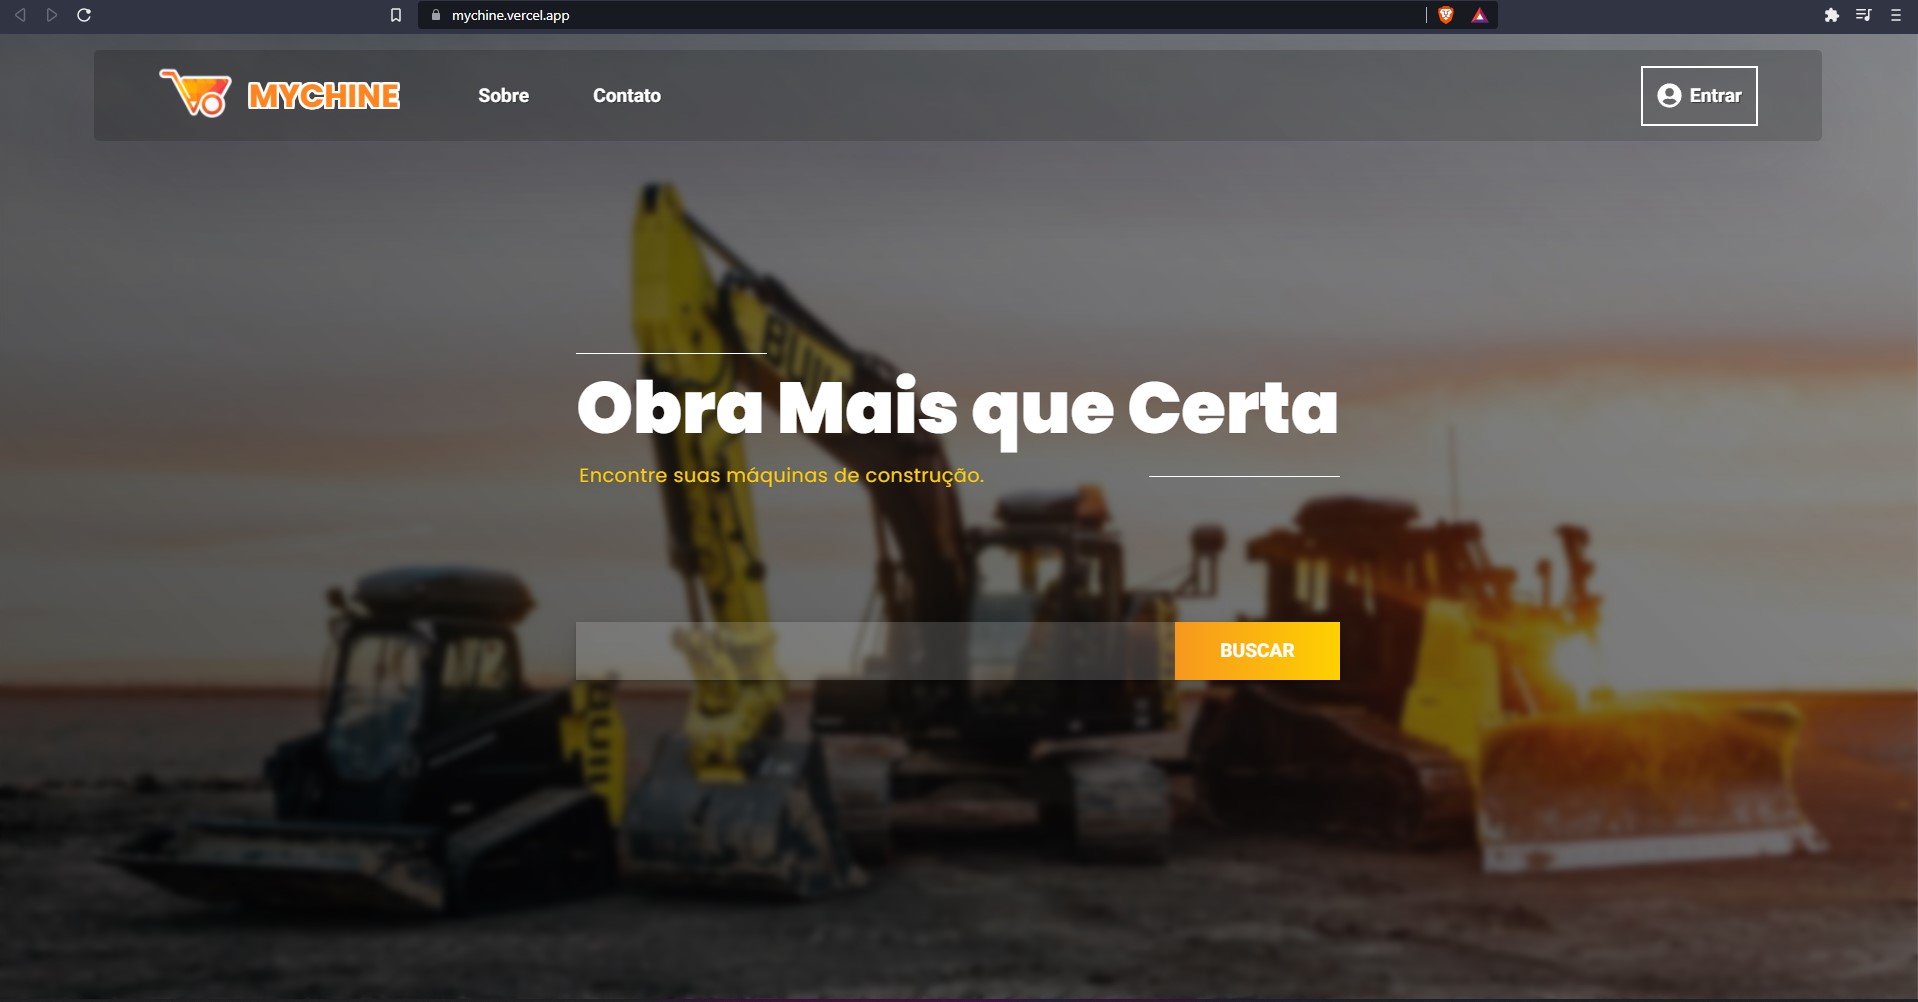 mychine.vercel.app
MYCHINE
Sobre
Contato
Entrar
Obra Mais que Certa
Encontre suas máquinas de construção.
BUSCAR